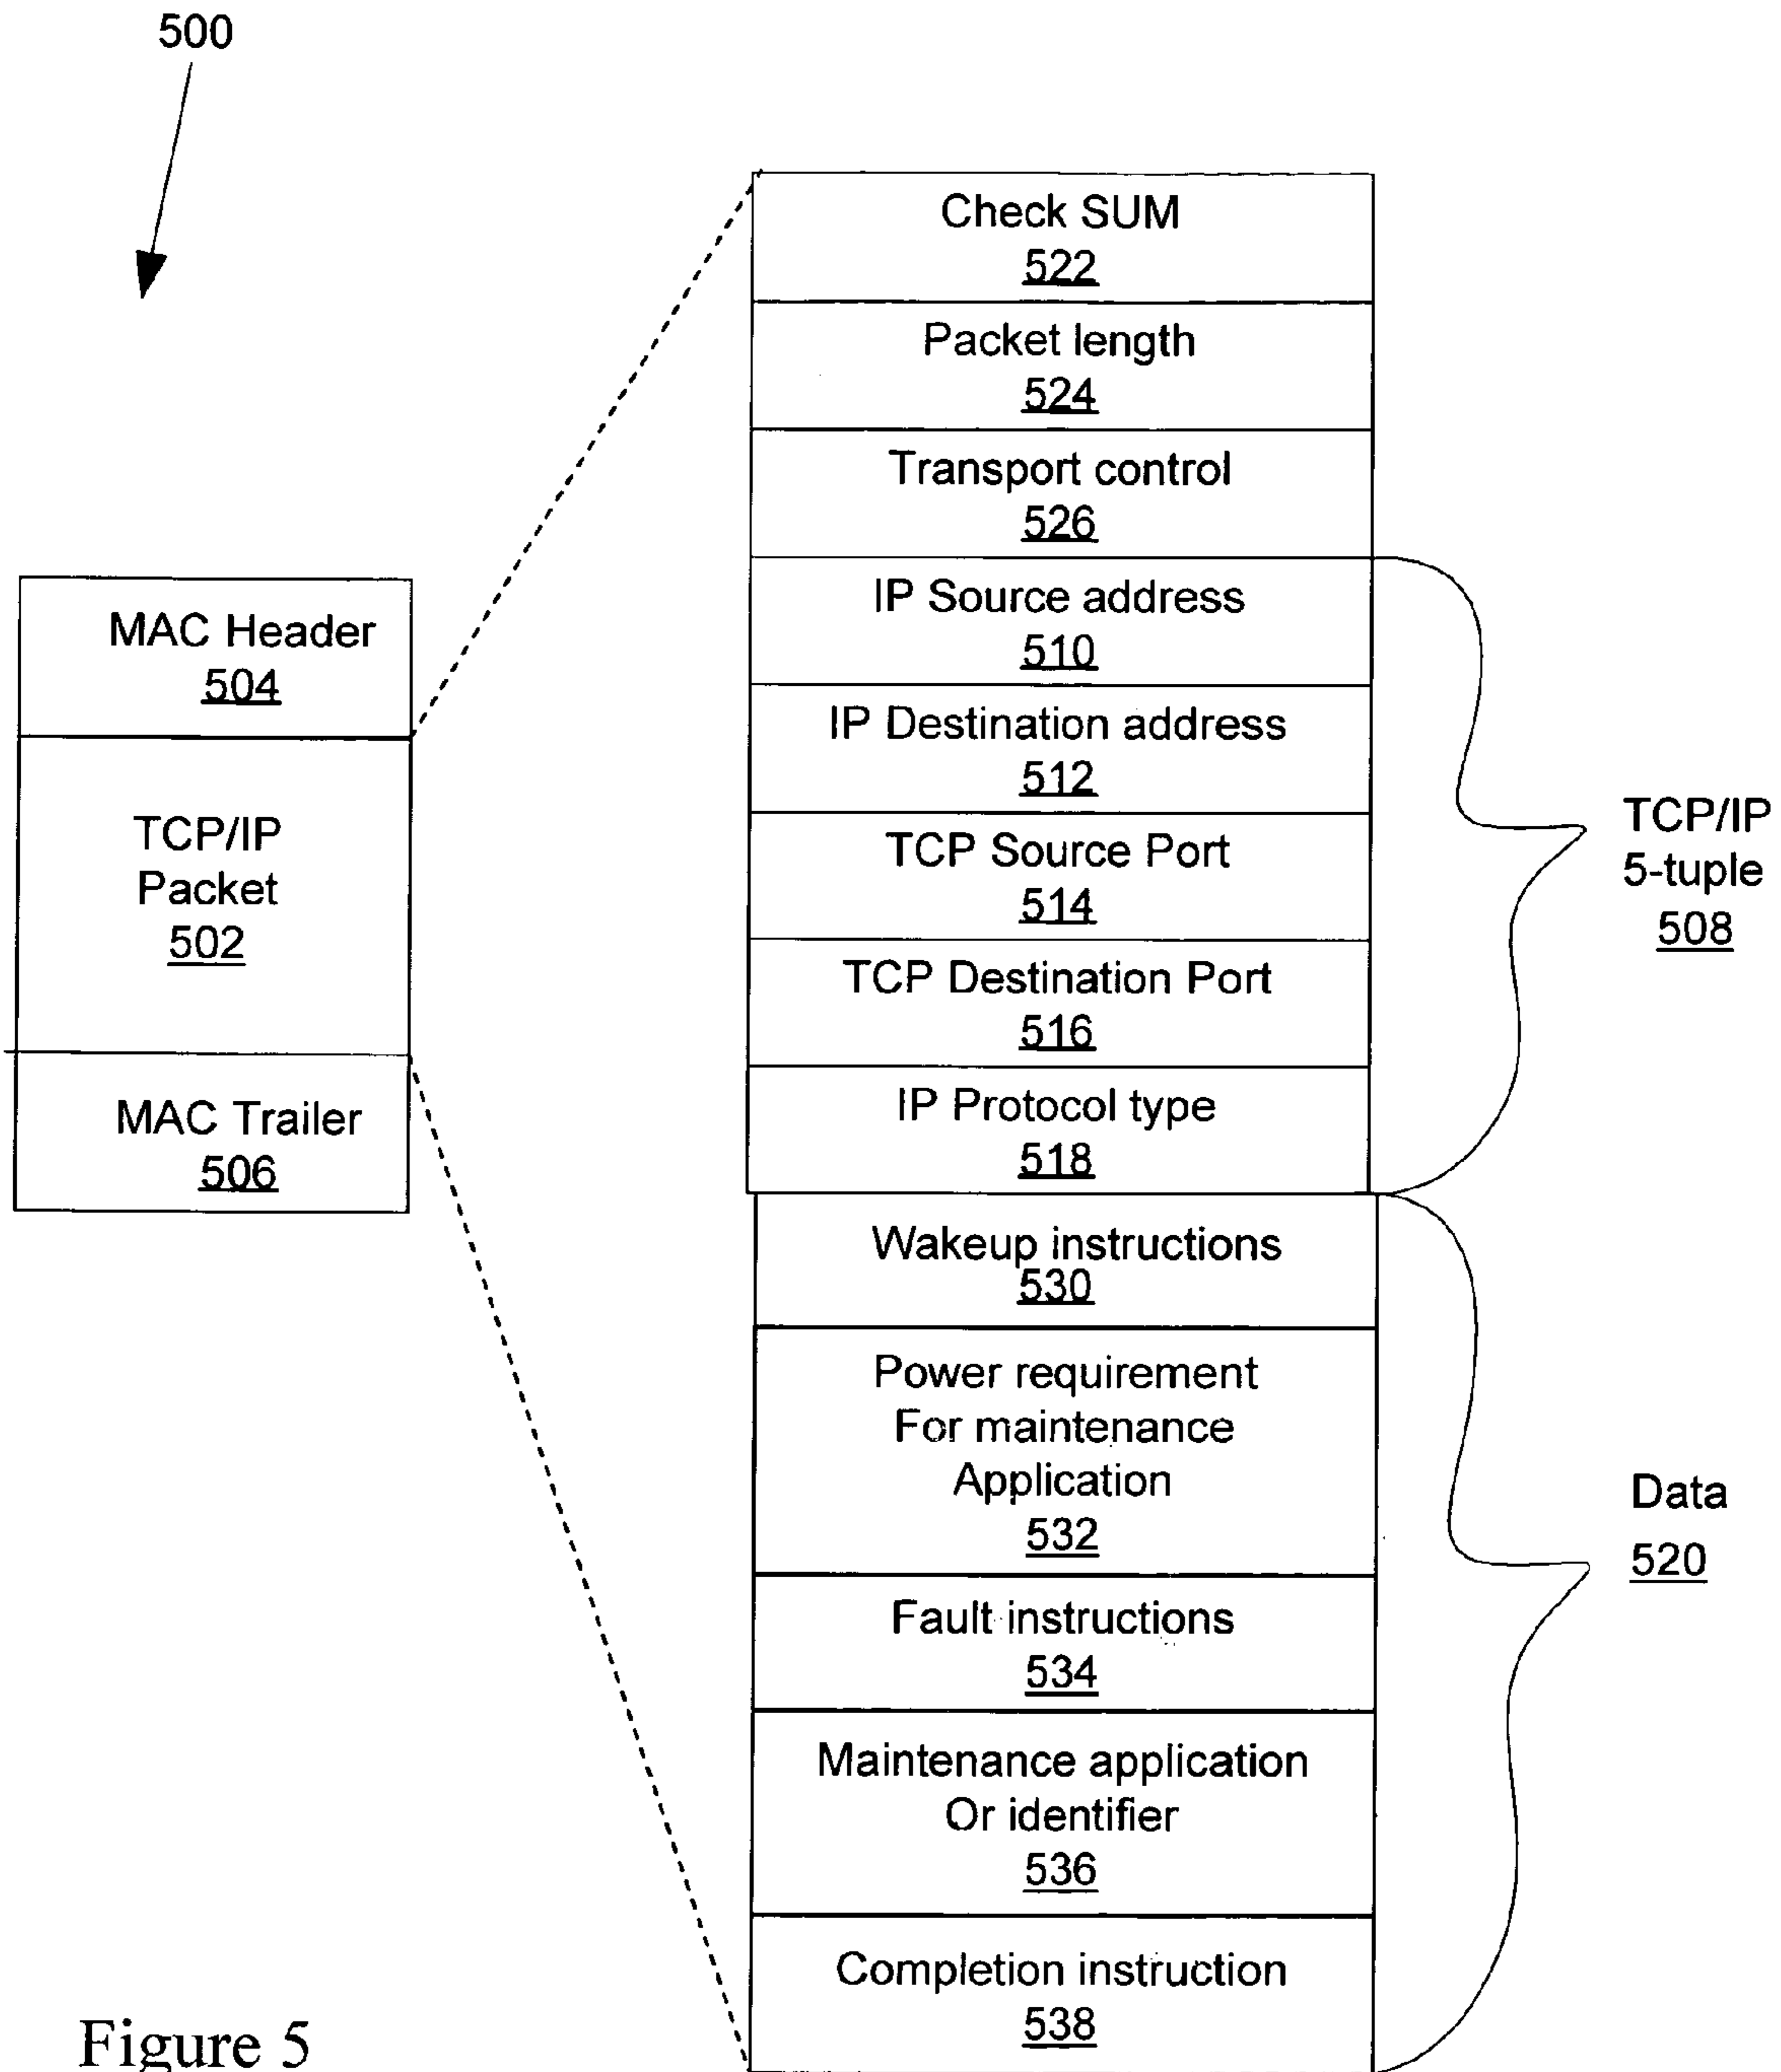 500
MAC Header
504
TCP/IP
Packet
502
MAC Trailer
506
Check SUM
522
Packet length
524
Transport control
526
IP Source address
510
IP Destination address
512
TCP Source Port
514
TCP Destination Port
516
IP Protocol type
518
TCP/IP
5-tuple
508
Wakeup instructions
530
Power requirement
For maintenance
Application
532
Fault instructions
534
Maintenance application
Or identifier
536
Completion instruction
538
Data
520
Figure 5